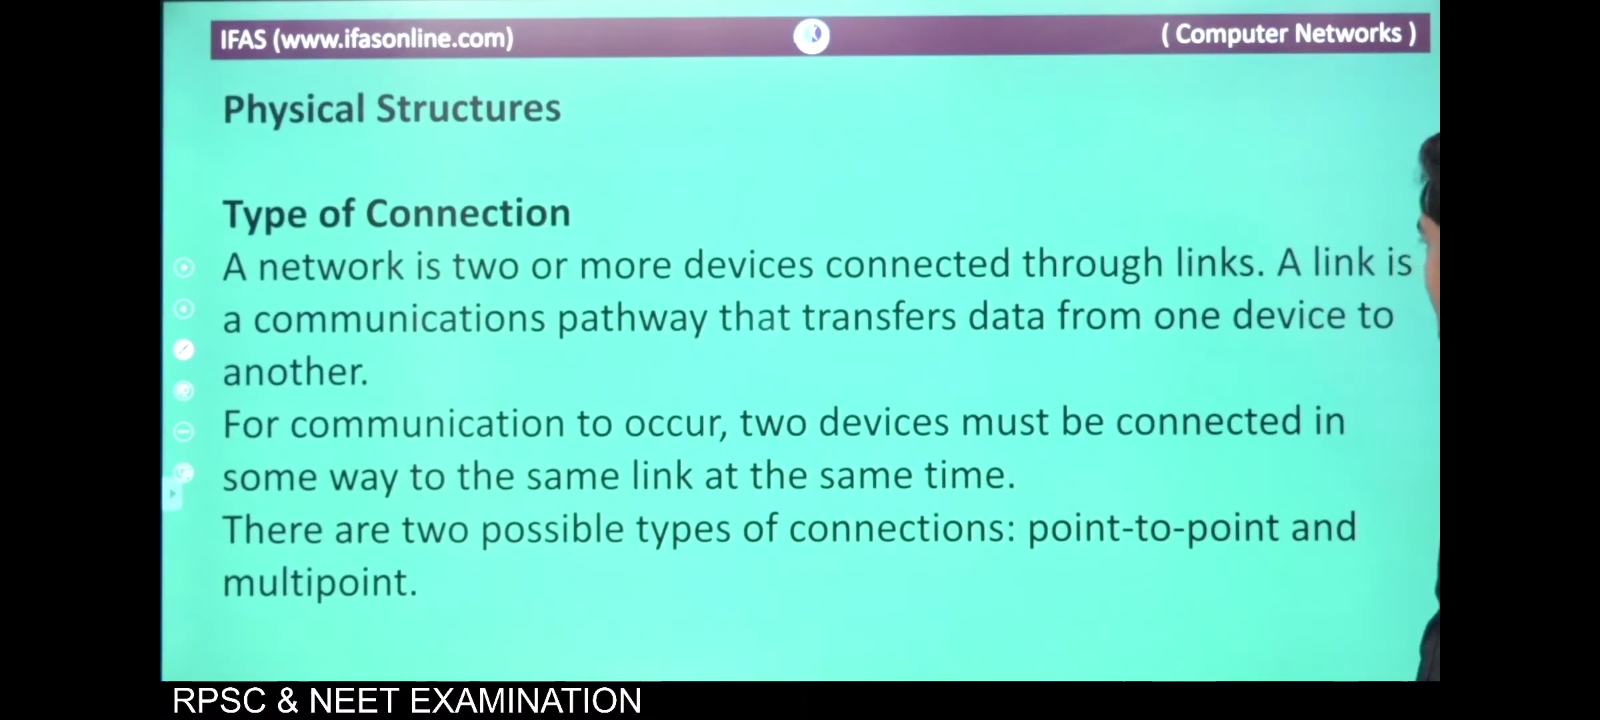 IFAS (www.ifasonline.com)
( Computer Networks )
Physical Structures
Type of Connection
A network is two or more devices connected through links. A link is
a communications pathway that transfers data from one device to
another.
For communication to occur, two devices must be connected in
some way to the same link at the same time.
There are two possible types of connections: point-to-point and
multipoint.
RPSC & NEET EXAMINATION